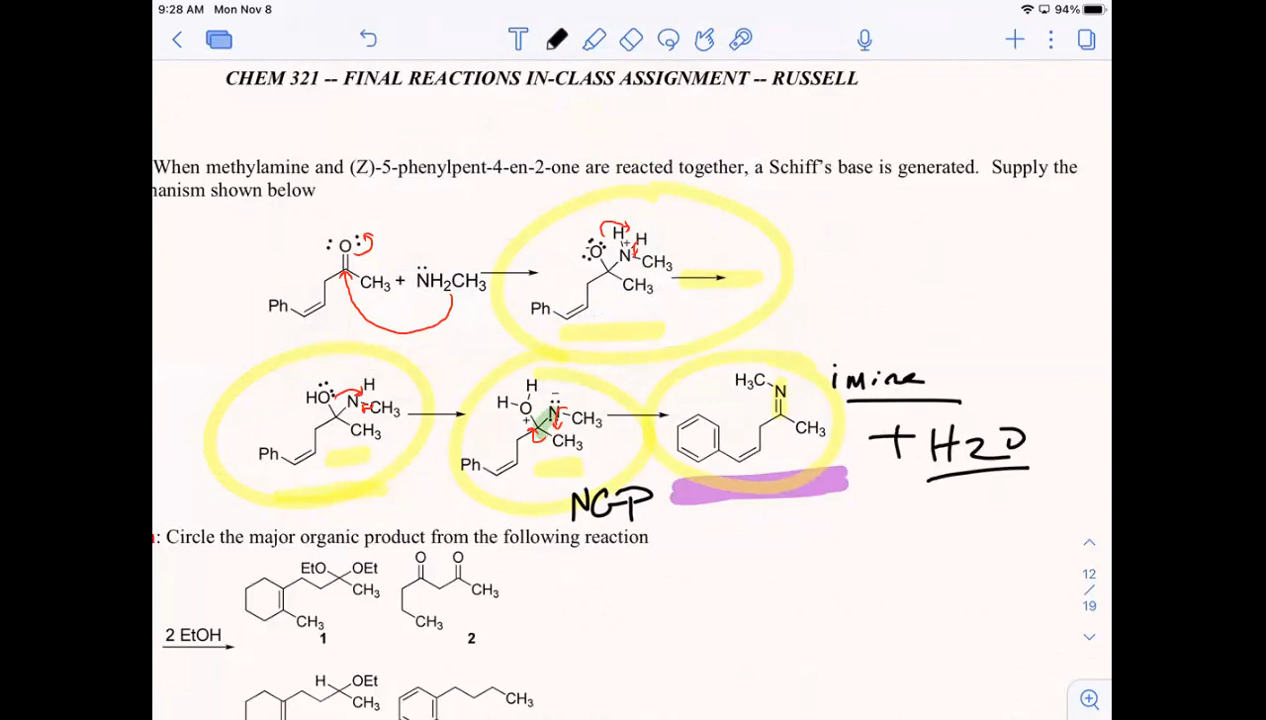 9:28 AM Mon Nov 8
94%
CHEM 321 -- FINAL REACTIONS IN-CLASS ASSIGNMENT -- RUSSELL
When methylamine and (Z)-5-phenylpent-4-en-2-one are reacted together, a Schiff's base is generated. Supply the
hanism shown below
O
CH3 + NH2CH3
Ph
H
H
O
N
+
CH3
CH3
Ph
H
HO
N
CH3
CH3
Ph
H
H
O
+
N
-
CH3
CH3
Ph
NGP
H3C
N
CH3
imine
+ H2O
: Circle the major organic product from the following reaction
EtO OEt
CH3
CH3
1
O O
CH3
CH3
2
2 EtOH
H OEt
CH3
CH3
12
/
19